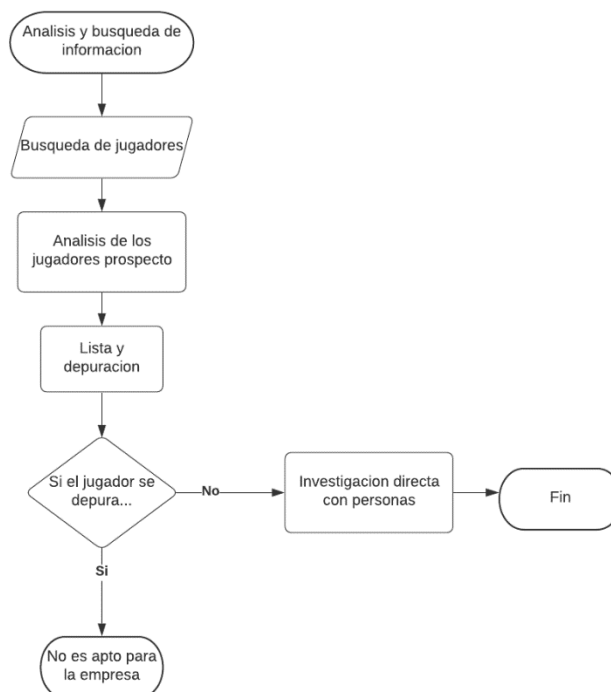 Analisis y busqueda de
informacion
Busqueda de jugadores
Analisis de los
jugadores prospecto
Lista y
depuracion
Si el jugador se
depura...
No
Investigacion directa
con personas
Fin
Si
No es apto para
la empresa